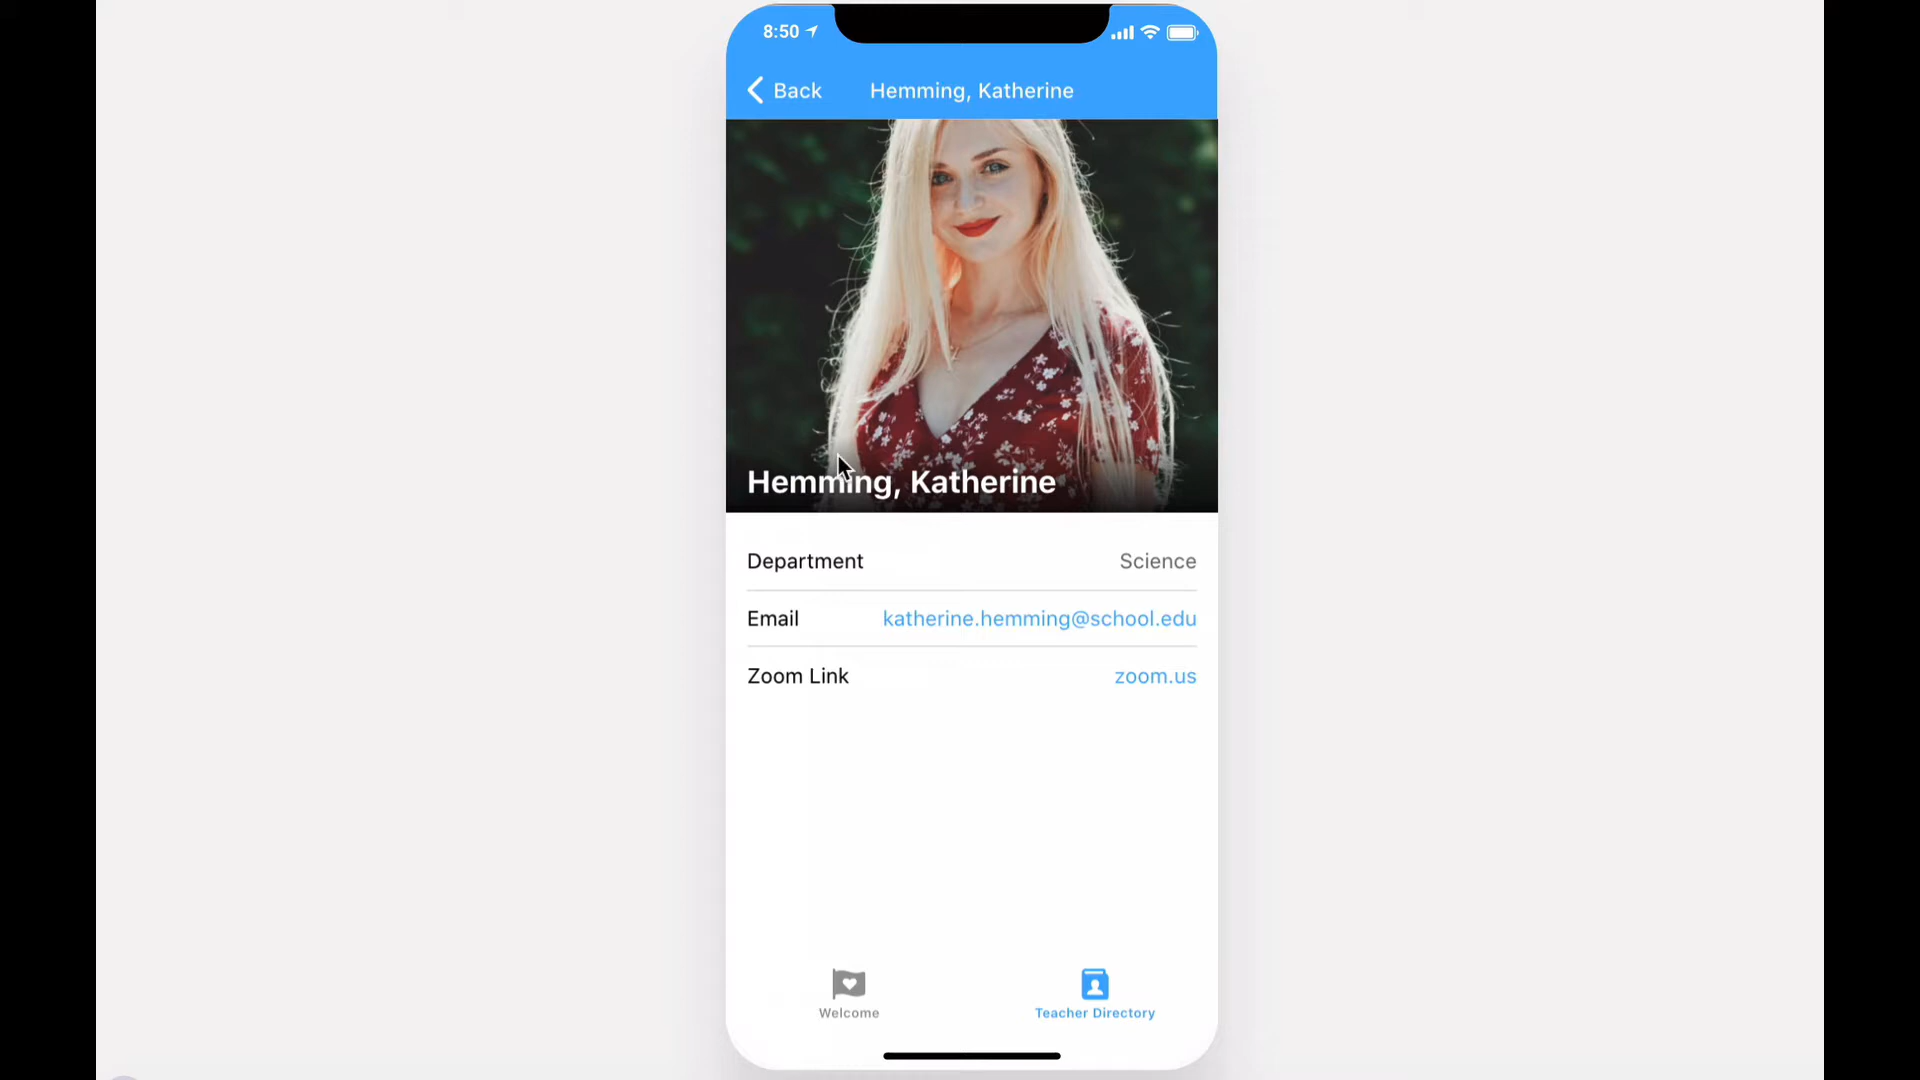 8:50
Back
Hemming, Katherine
Hemming, Katherine
Department
Science
Email
katherine.hemming@school.edu
Zoom Link
zoom.us
Welcome
Teacher Directory